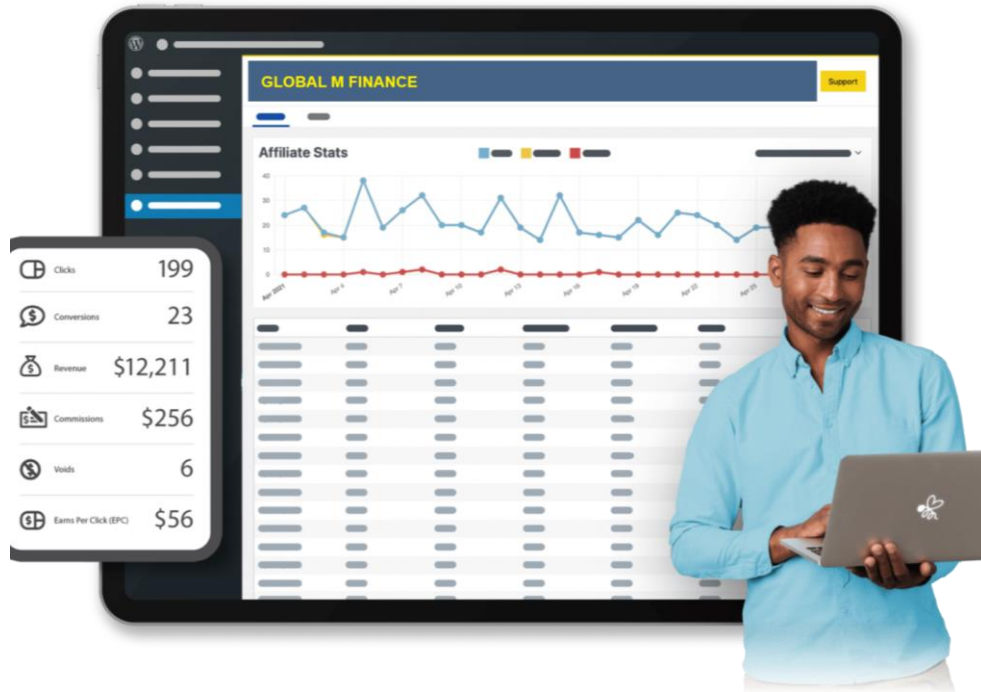 GLOBAL M FINANCE
Support
Affiliate Stats
40
30
20
10
0
Apr 2021
Apr 4
Apr 7
Apr 10
Apr 13
Apr 16
Apr 19
Apr 22
Apr 25
Clicks 199
Conversions 23
Revenue $12,211
Commissions $256
Voids 6
Earns Per Click (EPC) $56